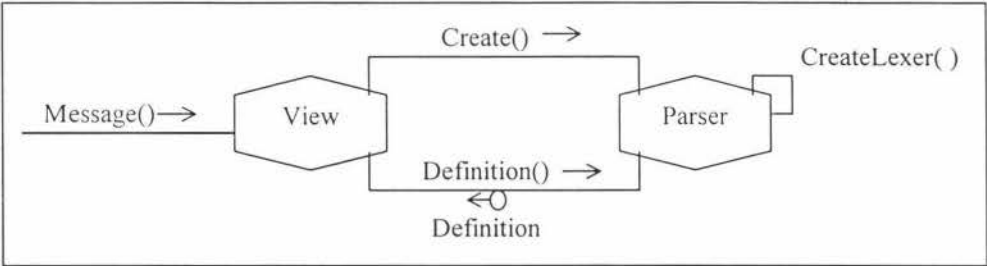 Create()
CreateLexer( )
Message()
View
Parser
Definition()
Definition